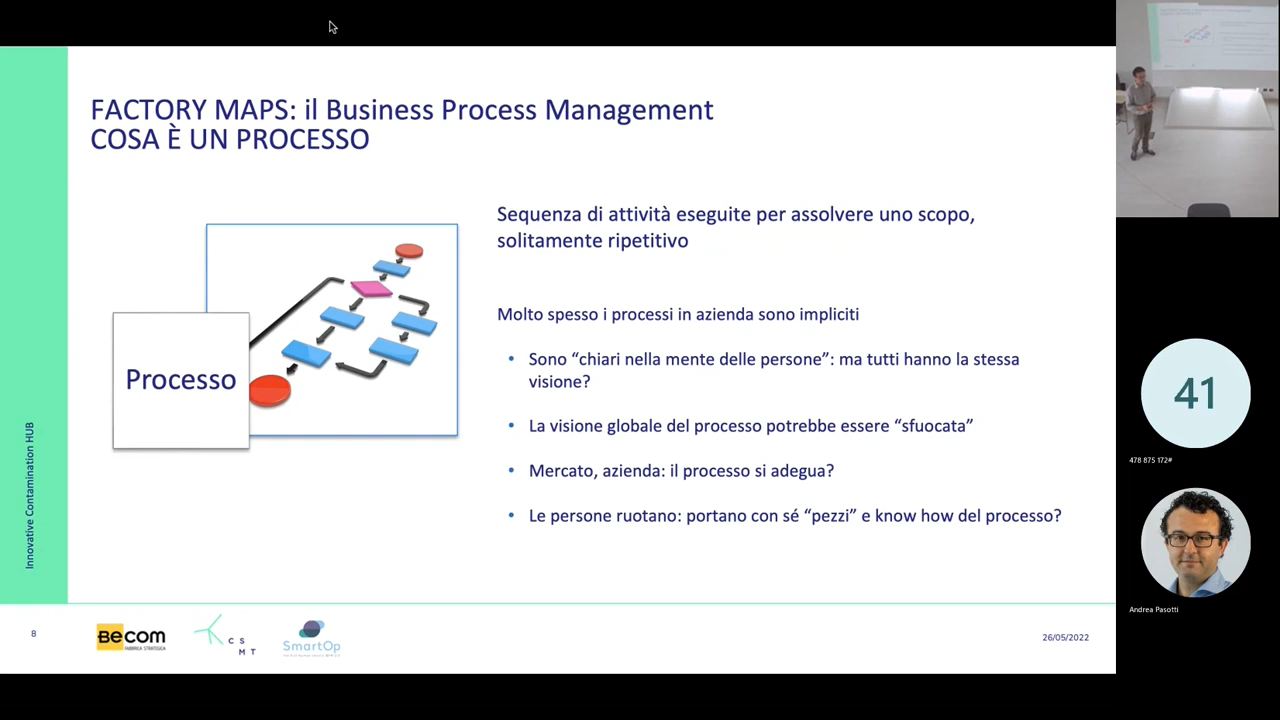 FACTORY MAPS: il Business Process Management
COSA È UN PROCESSO
Sequenza di attività eseguite per assolvere uno scopo,
solitamente ripetitivo
Processo
Molto spesso i processi in azienda sono impliciti
• Sono “chiari nella mente delle persone”: ma tutti hanno la stessa
visione?
• La visione globale del processo potrebbe essere “sfuocata”
• Mercato, azienda: il processo si adegua?
• Le persone ruotano: portano con sé “pezzi” e know how del processo?
Innovative Contamination HUB
8
BECOM
FABBRICA STRATEGICA
C S
M T
SmartOp
26/05/2022
41
478 875 172#
Andrea Pasotti